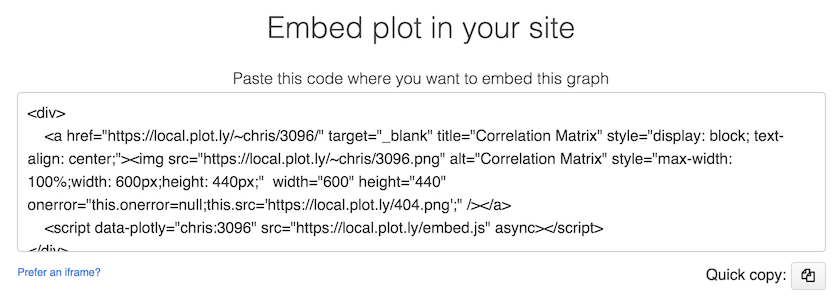 Embed plot in your site
Paste this code where you want to embed this graph
<div>
<a href="https://local.plot.ly/~chris/3096/" target="_blank" title="Correlation Matrix" style="display: block; text-
align: center;"><img src="https://local.plot.ly/~chris/3096.png" alt="Correlation Matrix" style="max-width:
100%;width: 600px;height: 440px;"  width="600" height="440"
onerror="this.onerror=null;this.src='https://local.plot.ly/404.png';" /></a>
<script data-plotly="chris:3096" src="https://local.plot.ly/embed.js" async></script>
</div>
Prefer an iframe?
Quick copy: